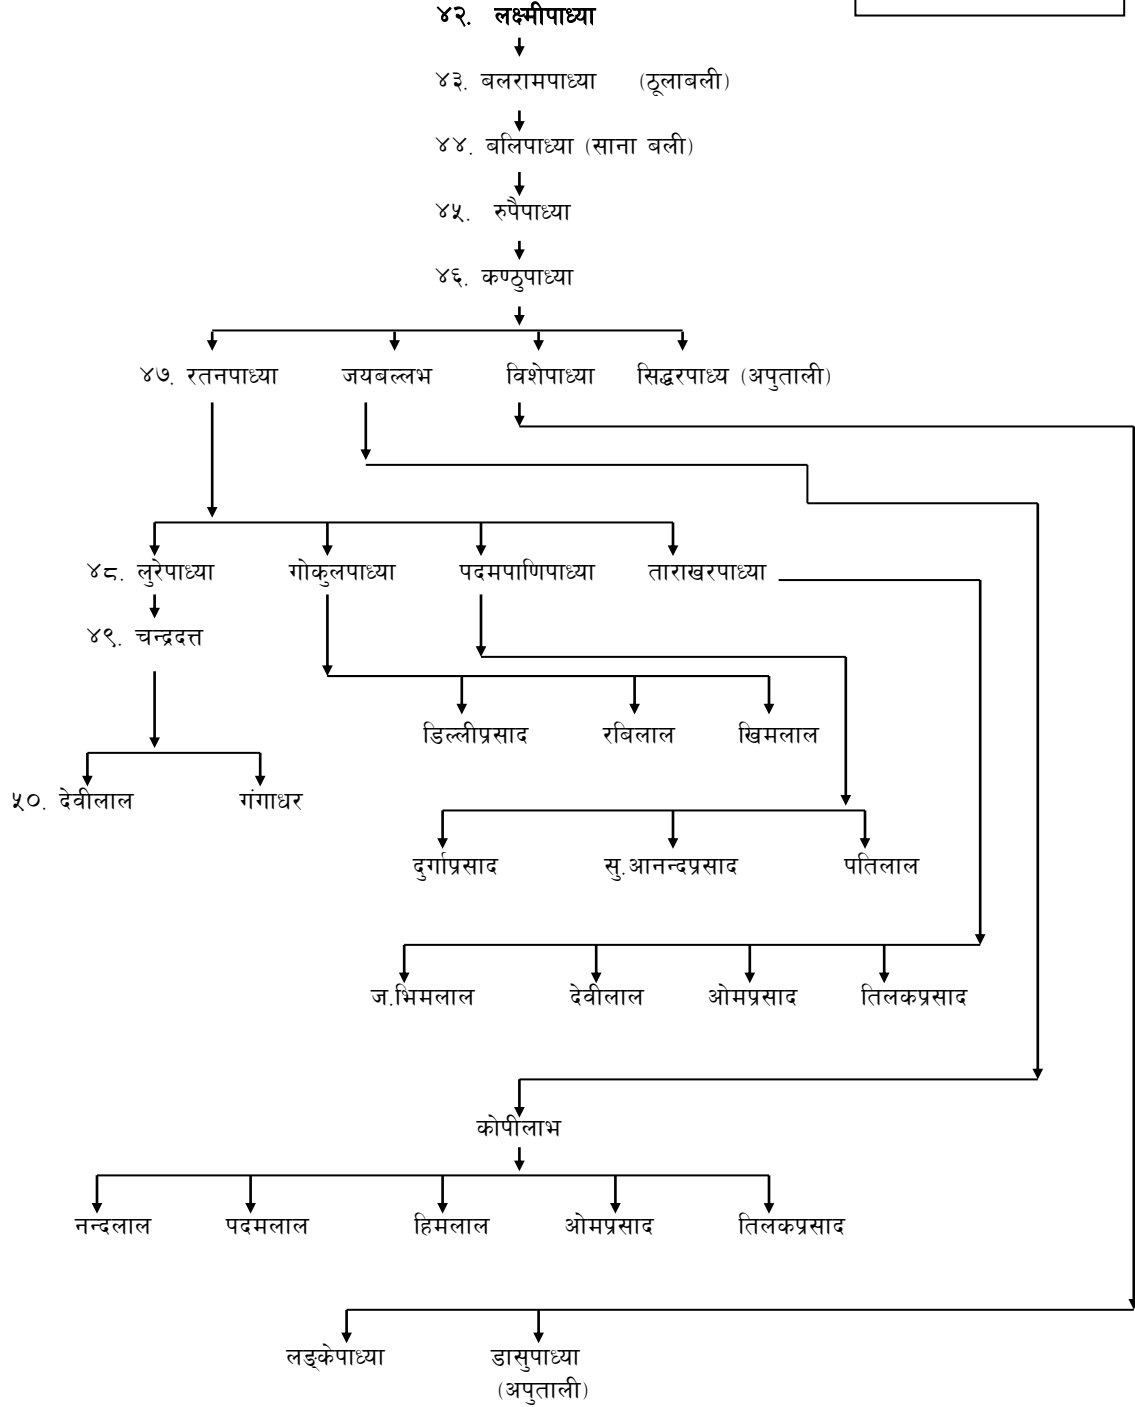 ४२. लक्ष्मीपाध्या
४३. बलरामपाध्या (ठूलाबली)
४४. बलिपाध्या (साना बली)
४५. रुपैपाध्या
४६. कण्ठुपाध्या
४७. रतनपाध्या जयबल्लभ विशेपाध्या सिद्धरपाध्य (अपुताली)
४८. लुरेपाध्या गोकुलपाध्या पदमपाणिपाध्या ताराखरपाध्या
४९. चन्द्रदत्त
डिल्लीप्रसाद रबिलाल खिमलाल
५०. देवीलाल गंगाधर
दुर्गाप्रसाद सु.आनन्दप्रसाद पतिलाल
ज.भिमलाल देवीलाल ओमप्रसाद तिलकप्रसाद
कोपीलाभ
नन्दलाल पदमलाल हिमलाल ओमप्रसाद तिलकप्रसाद
लङ्केपाध्या डासुपाध्या
(अपुताली)